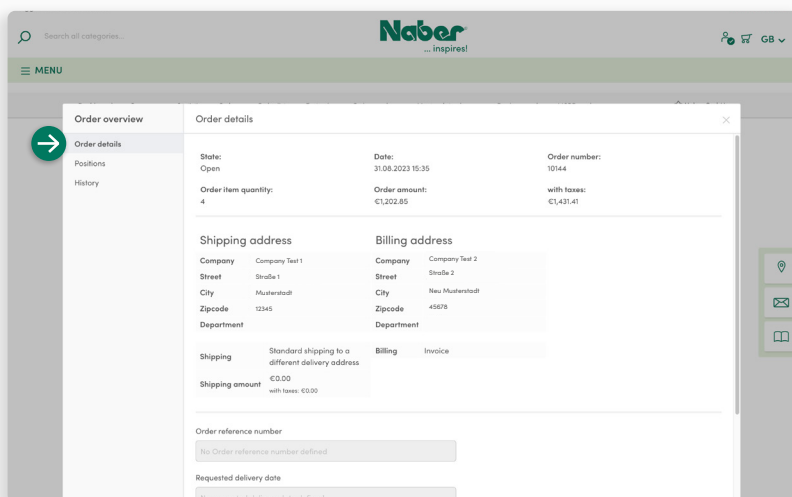 Search all categories...
Naber
... inspires!
GB
MENU
Order overview
Order details
Positions
History
Order details
State:
Open
Date:
31.08.2023 15:35
Order number:
10144
Order item quantity:
4
Order amount:
€1,202.85
with taxes:
€1,431.41
Shipping address
Company Company Test 1
Street Straße 1
City Musterstadt
Zipcode 12345
Department
Billing address
Company Company Test 2
Street Straße 2
City Neu Musterstadt
Zipcode 45678
Department
Shipping Standard shipping to a
different delivery address
Shipping amount €0.00
with taxes: €0.00
Billing Invoice
Order reference number
No Order reference number defined
Requested delivery date